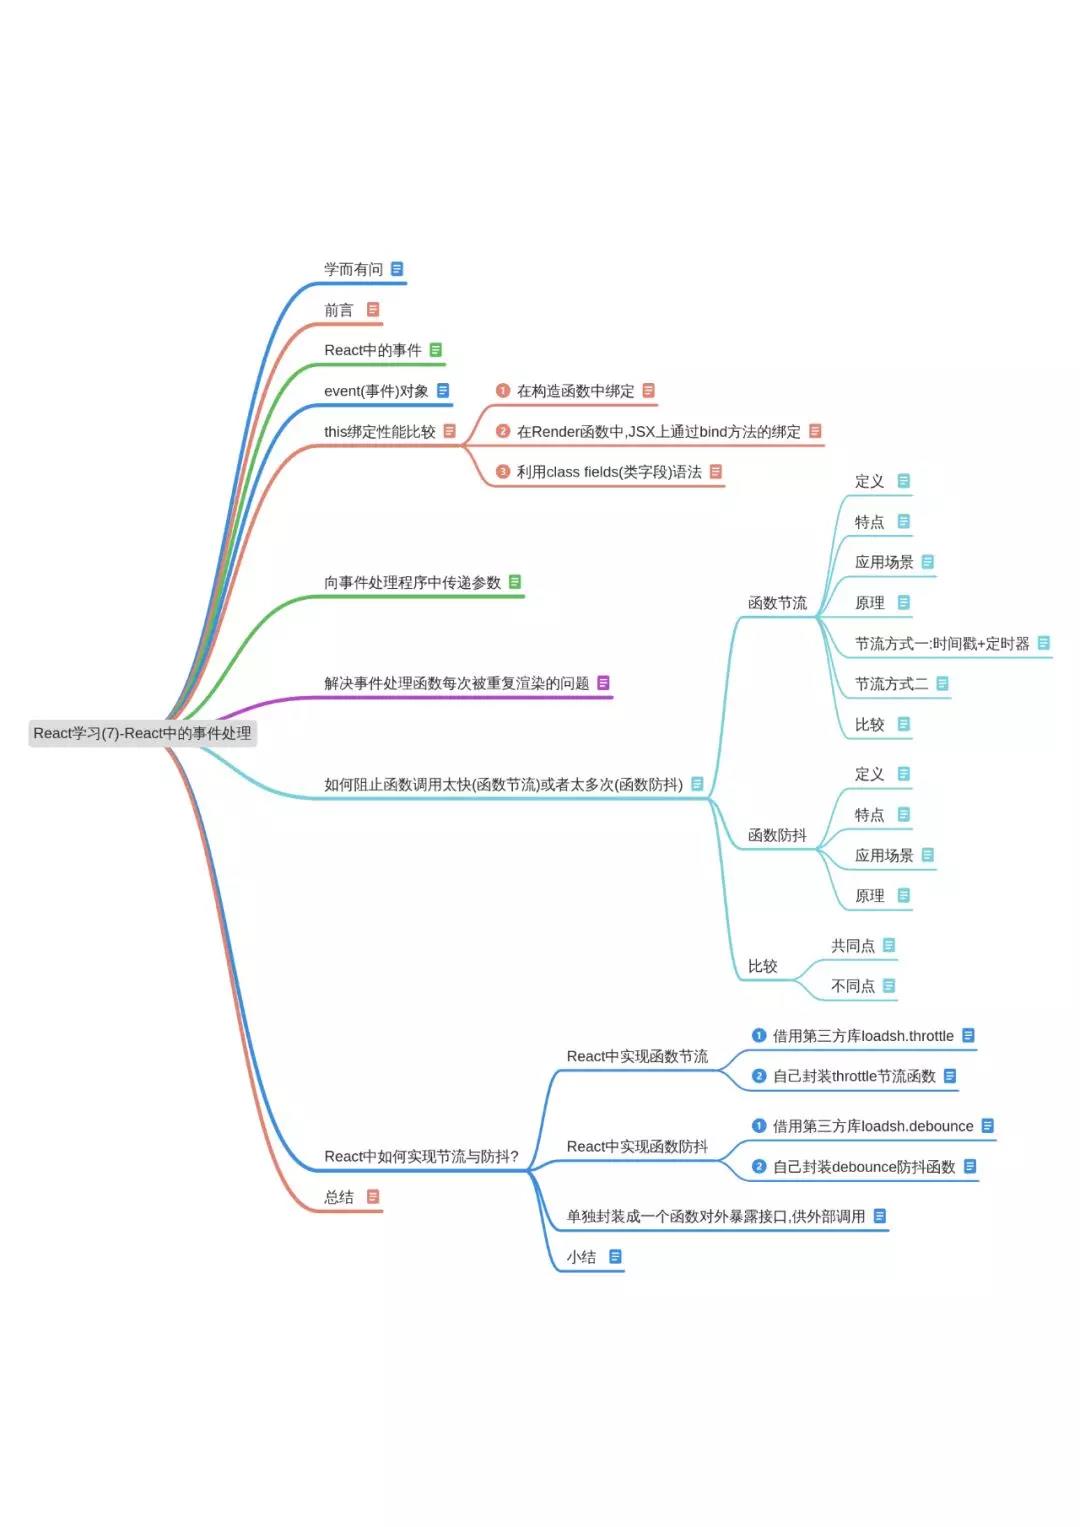 学而有问
前言
React中的事件
event(事件)对象
this绑定性能比较
1 在构造函数中绑定
2 在Render函数中,JSX上通过bind方法的绑定
3 利用class fields(类字段)语法
向事件处理程序中传递参数
解决事件处理函数每次被重复渲染的问题
React学习(7)-React中的事件处理
如何阻止函数调用太快(函数节流)或者太多次(函数防抖)
函数节流
定义
特点
应用场景
原理
节流方式一:时间戳+定时器
节流方式二
比较
函数防抖
定义
特点
应用场景
原理
比较
共同点
不同点
React中如何实现节流与防抖?
React中实现函数节流
1 借用第三方库loadsh.throttle
2 自己封装throttle节流函数
React中实现函数防抖
1 借用第三方库loadsh.debounce
2 自己封装debounce防抖函数
单独封装成一个函数对外暴露接口,供外部调用
小结
总结